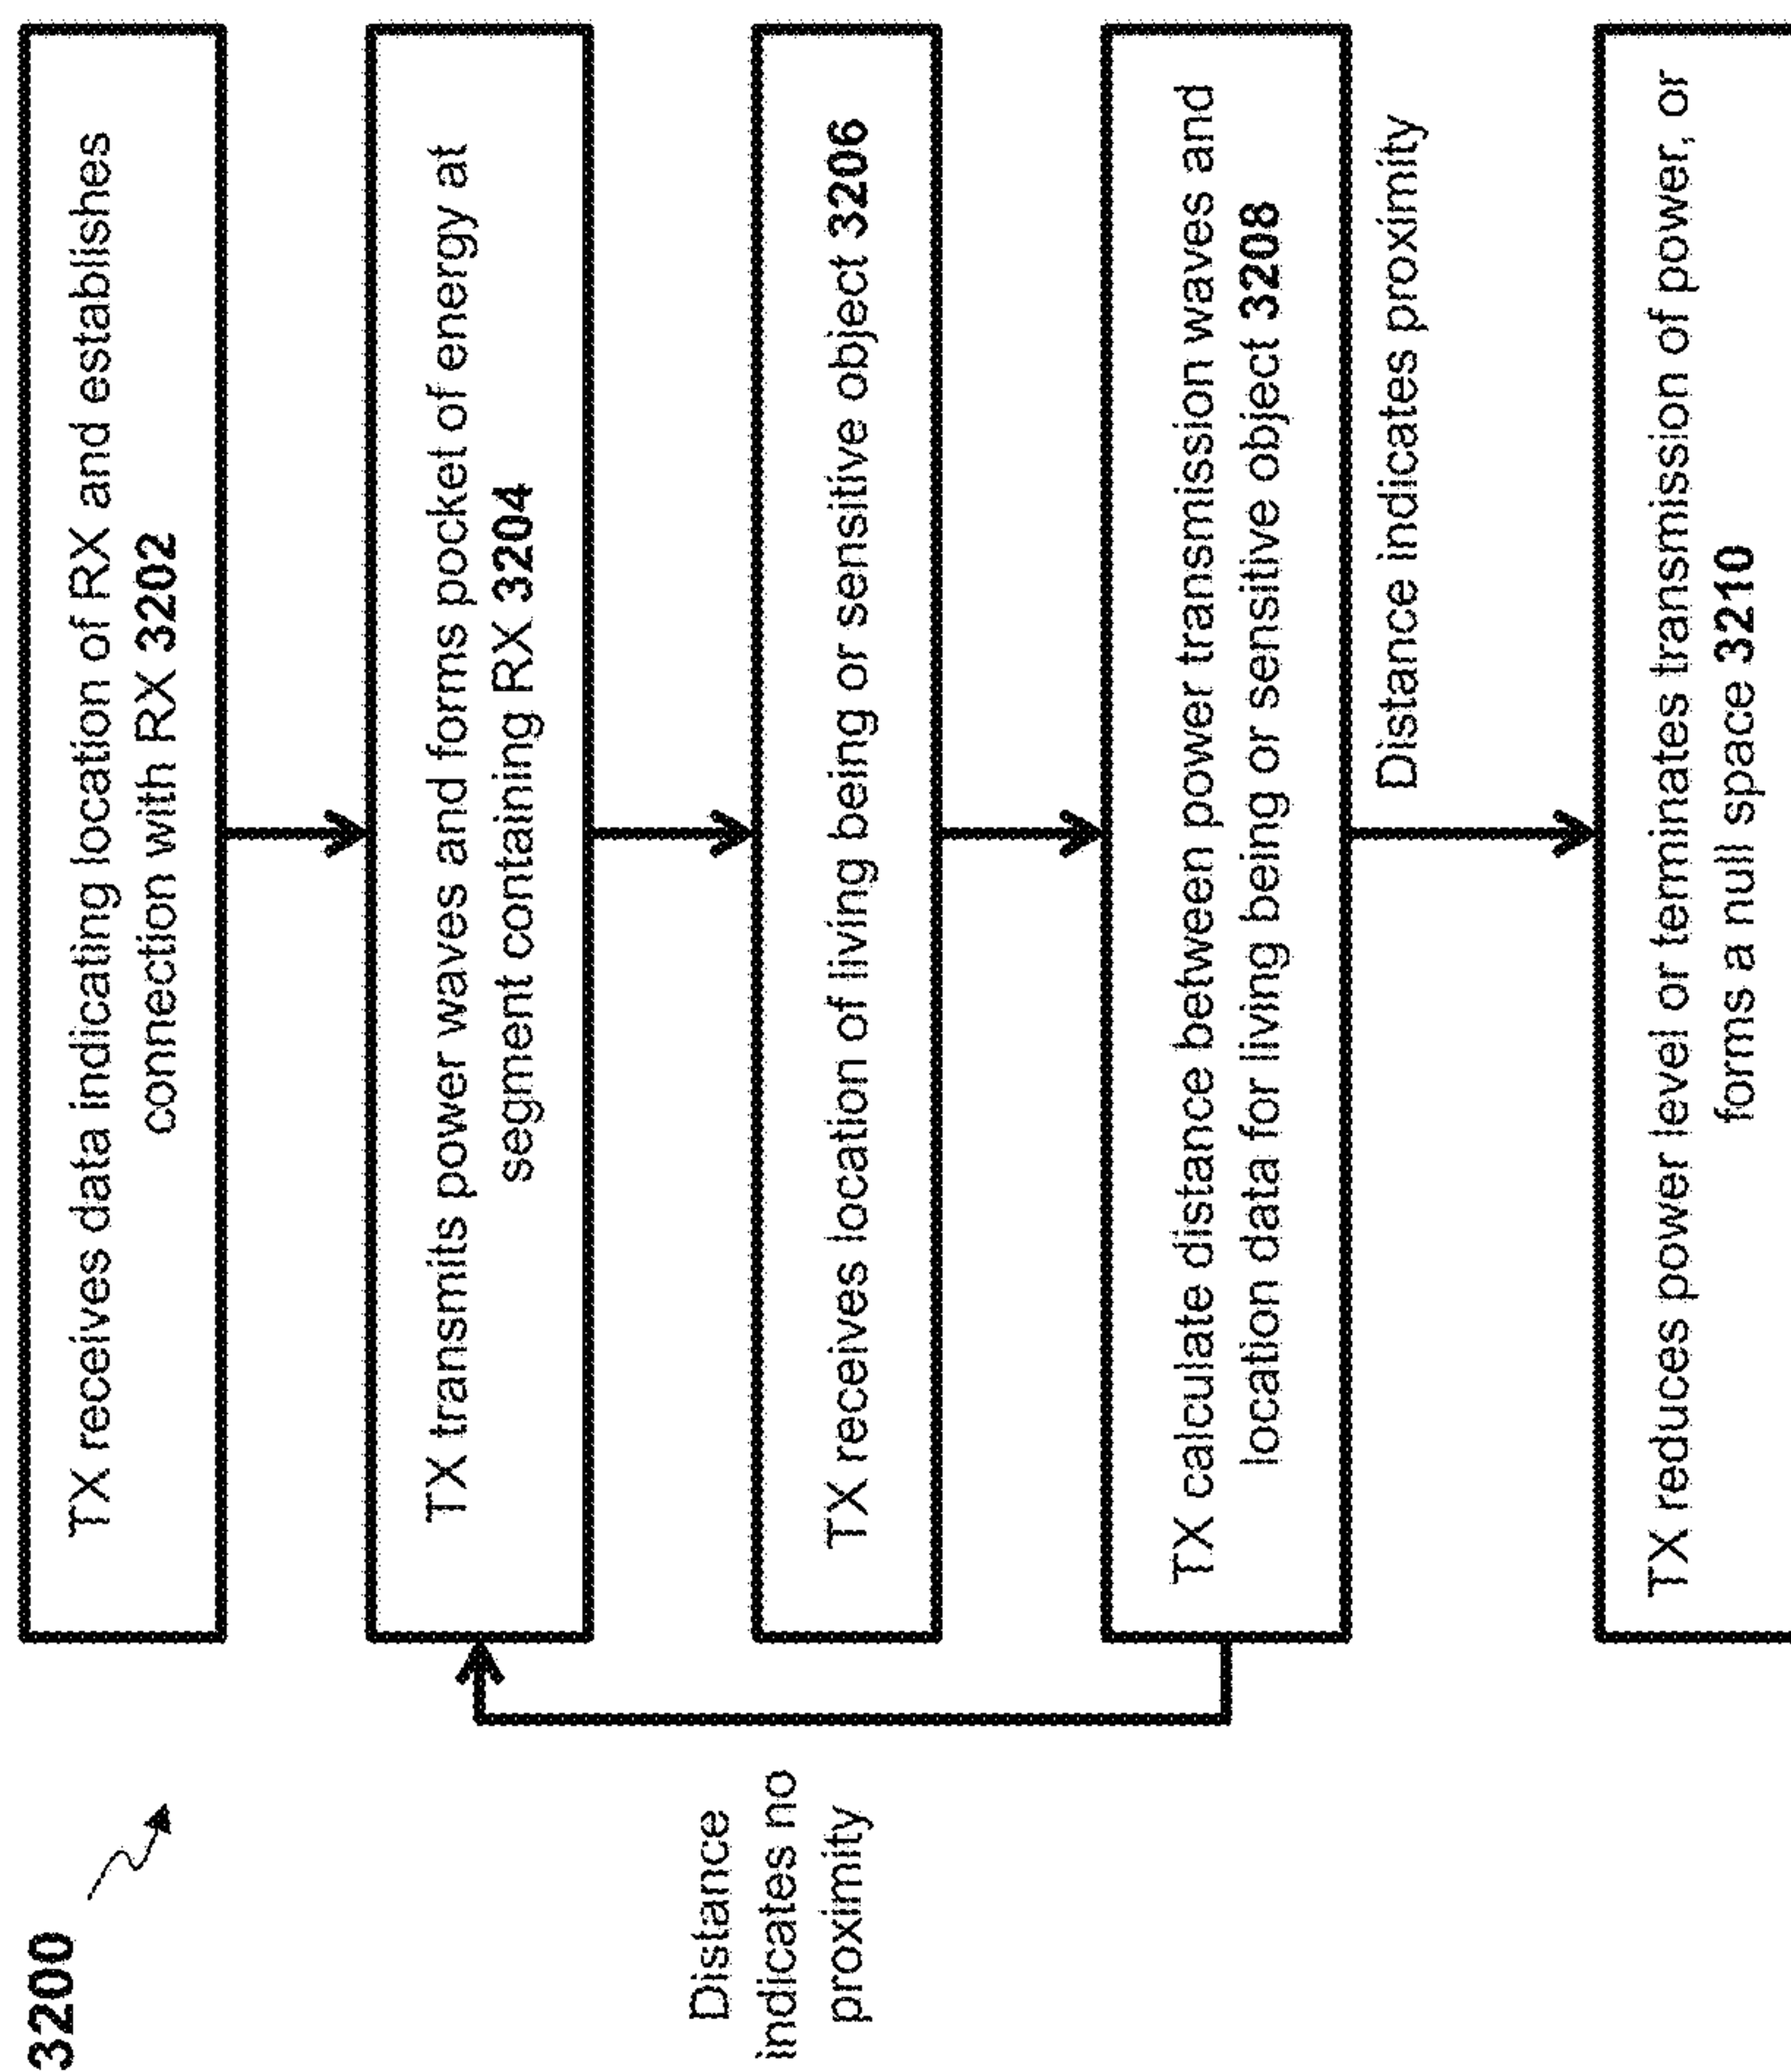 3200
TX receives data indicating location of RX and establishes
connection with RX 3202
TX transmits power waves and forms pocket of energy at
segment containing RX 3204
Distance
indicates no
proximity
TX receives location of living being or sensitive object 3206
TX calculate distance between power transmission waves and
location data for living being or sensitive object 3208
Distance indicates proximity
TX reduces power level or terminates transmission of power, or
forms a null space 3210